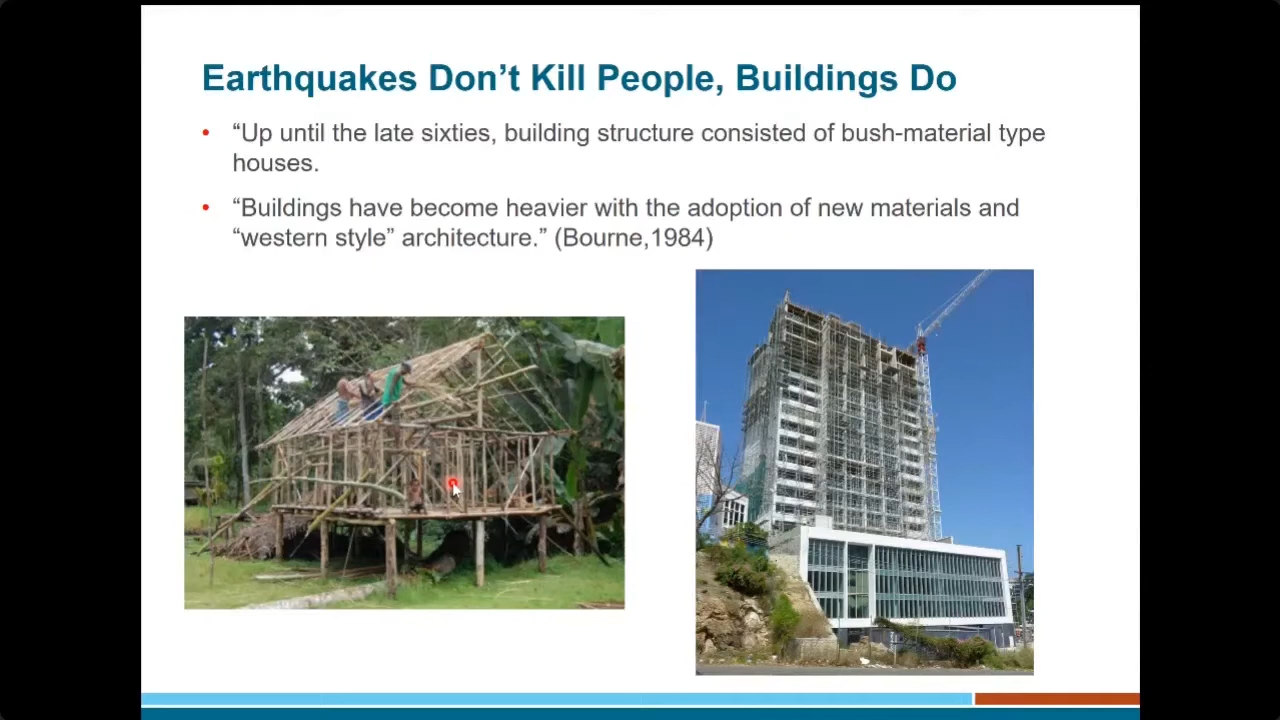 Earthquakes Don’t Kill People, Buildings Do
• “Up until the late sixties, building structure consisted of bush-material type
houses.
• “Buildings have become heavier with the adoption of new materials and
“western style” architecture.” (Bourne,1984)